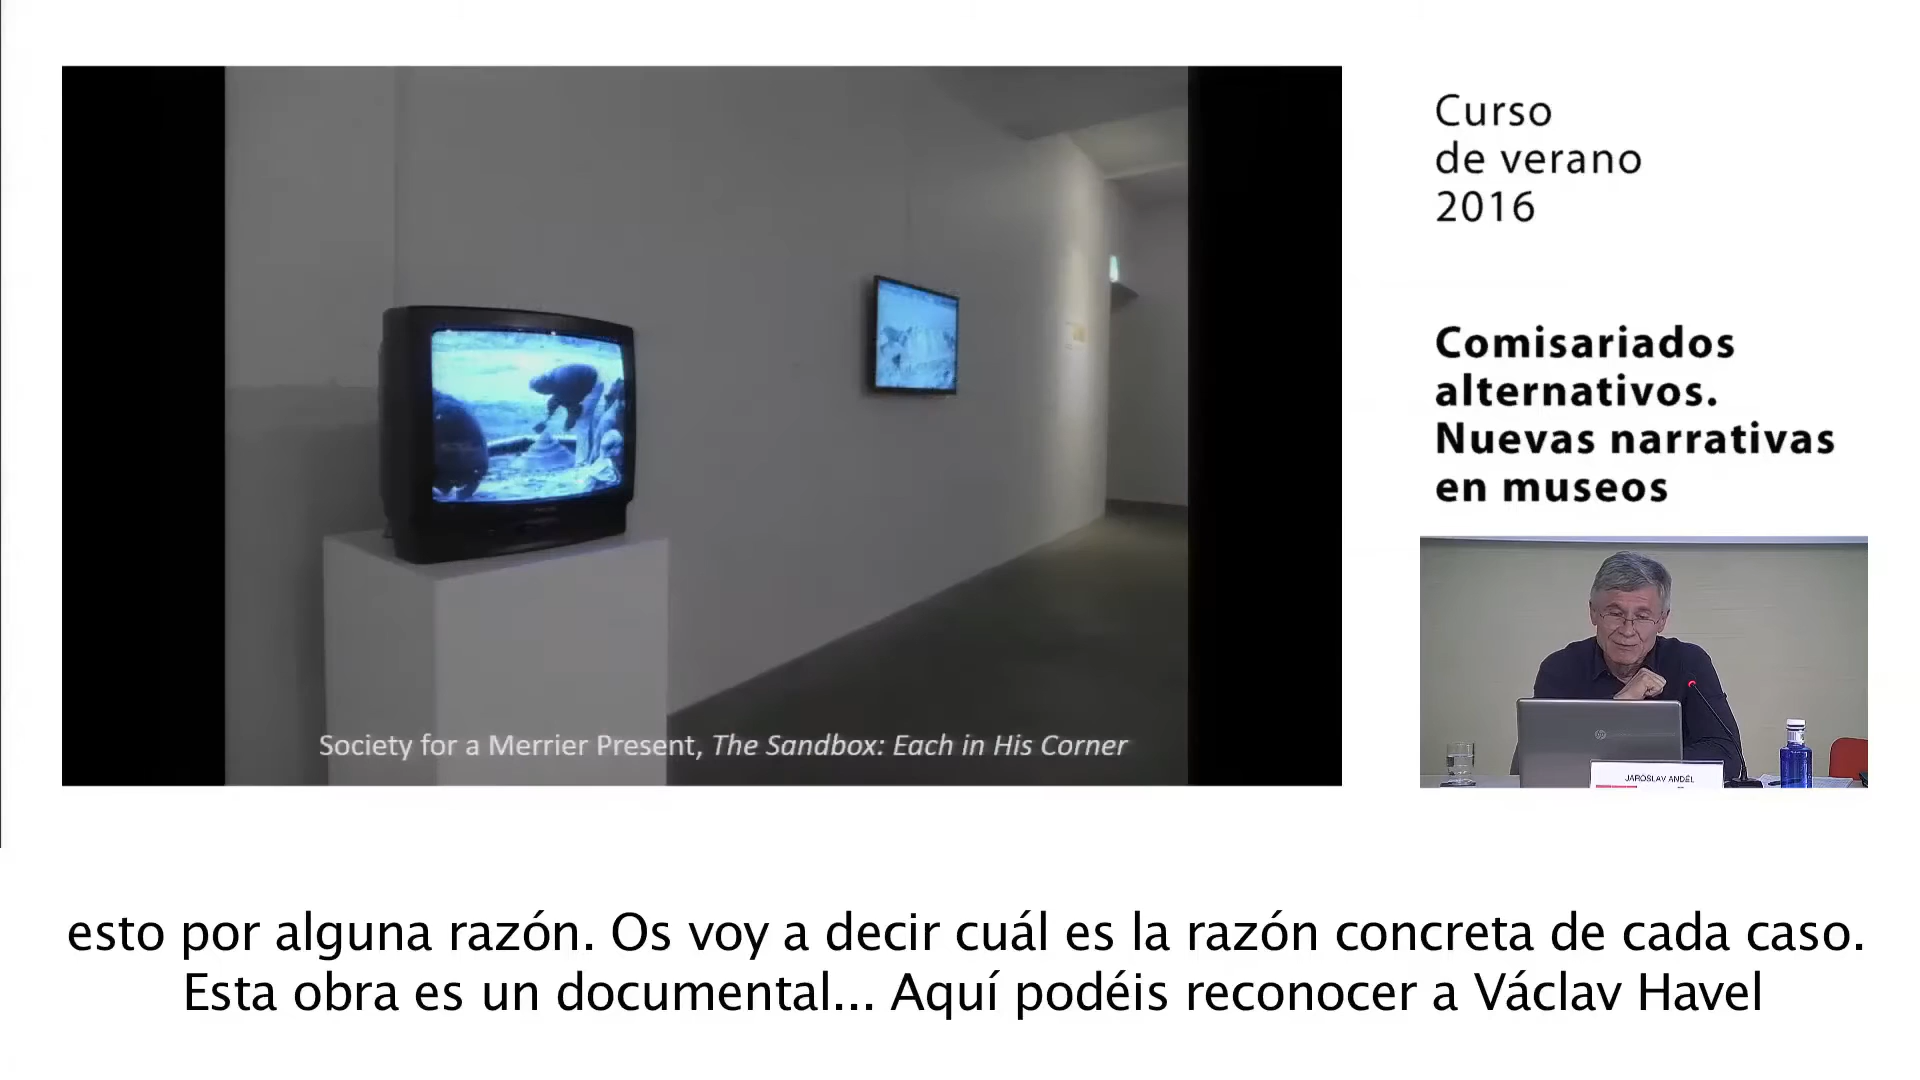 Curso
de verano
2016
Comisariados
alternativos.
Nuevas narrativas
en museos
Society for a Merrier Present, The Sandbox: Each in His Corner
JAROSLAV ANDĚL
esto por alguna razón. Os voy a decir cuál es la razón concreta de cada caso.
Esta obra es un documental... Aquí podéis reconocer a Václav Havel